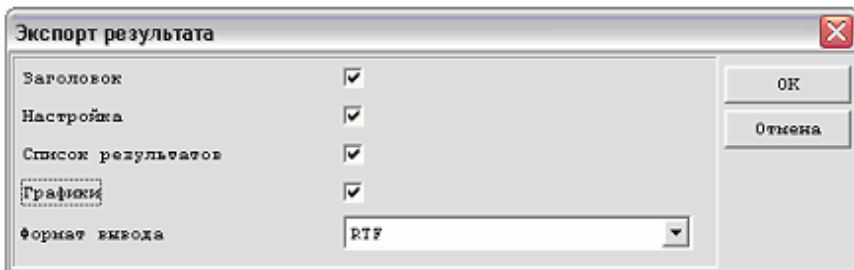 Экспорт результата
Заголовок
Настройка
Список результатов
Графики
Формат вывода
RTF
OK
Отмена